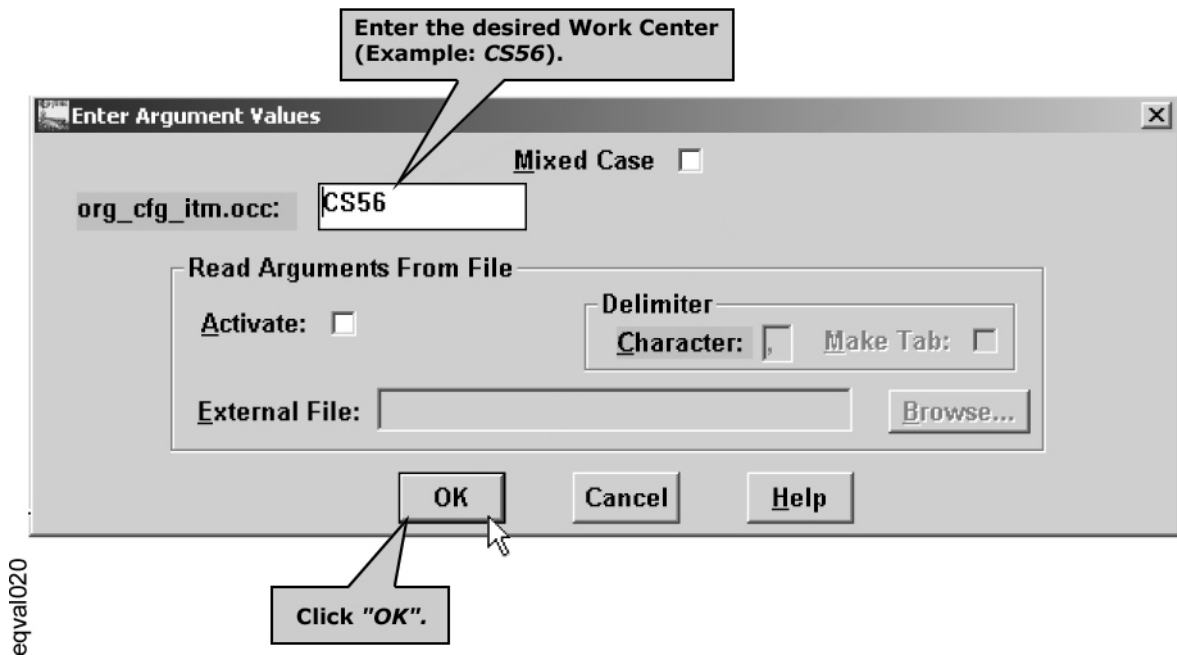 Enter the desired Work Center
(Example: CS56).
Enter Argument Values
Mixed Case
org_cfg_itm.occ: CS56
Read Arguments From File
Activate:
Delimiter
Character: , Make Tab:
External File: Browse...
OK Cancel Help
Click "OK".
eqval020